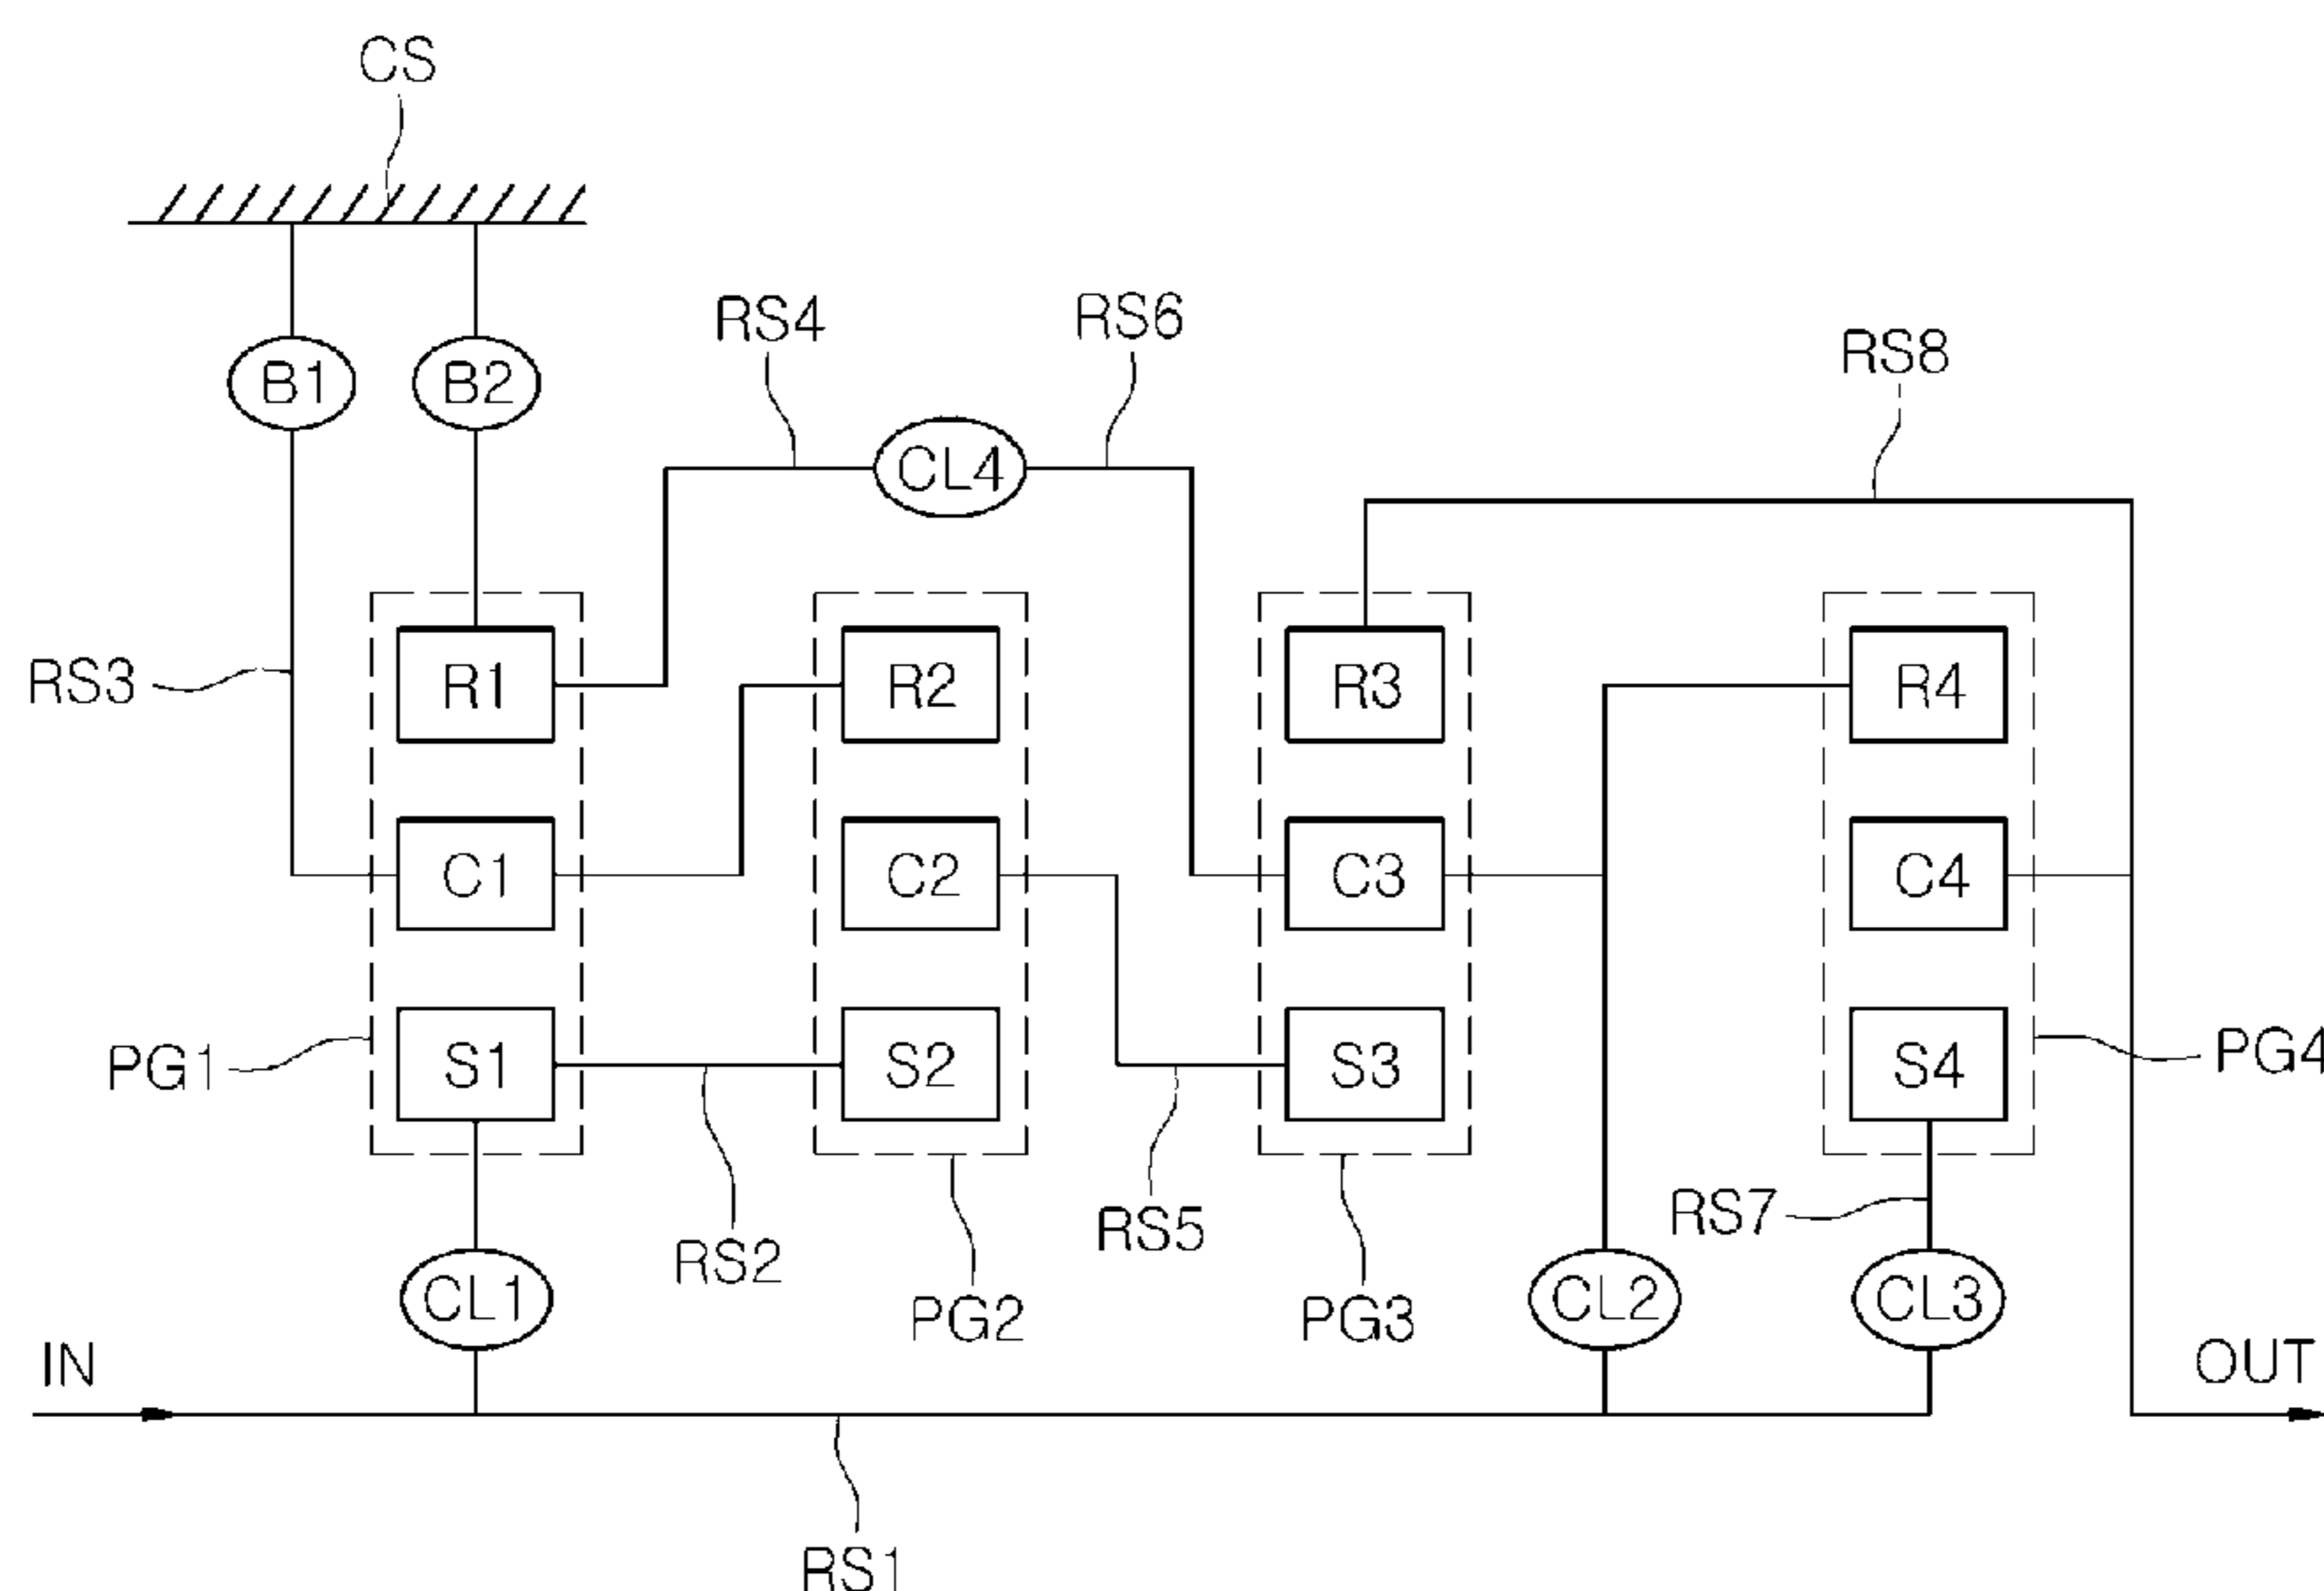 CS
RS4
RS6
RS8
B1
B2
CL4
RS3
R1
R2
R3
R4
C1
C2
C3
C4
PG1
S1
S2
S3
S4
PG4
RS2
RS5
RS7
CL1
PG2
PG3
CL2
CL3
IN
OUT
RS1